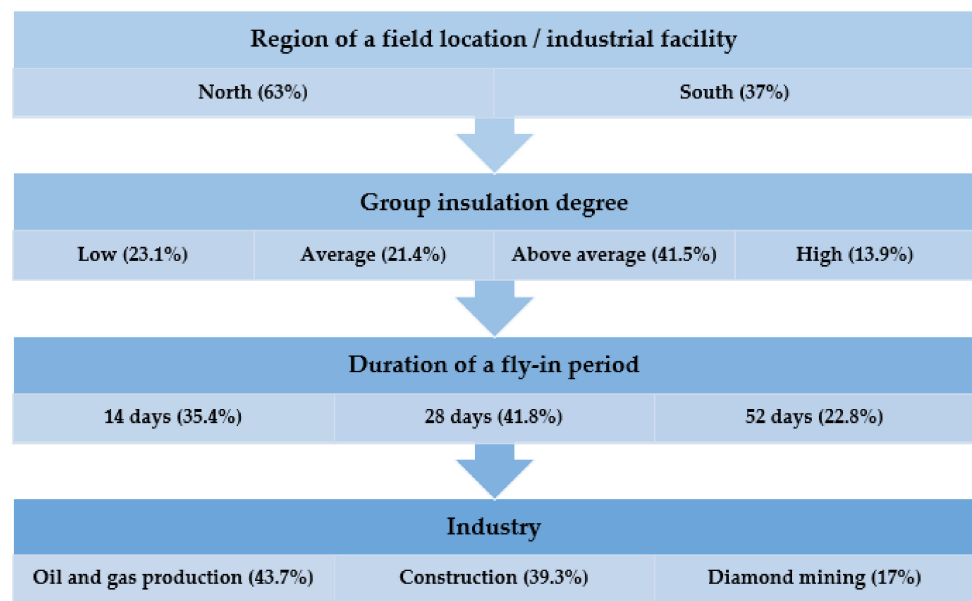 Region of a field location / industrial facility
North (63%) South (37%)
Group insulation degree
Low (23.1%) Average (21.4%) Above average (41.5%) High (13.9%)
Duration of a fly-in period
14 days (35.4%) 28 days (41.8%) 52 days (22.8%)
Industry
Oil and gas production (43.7%) Construction (39.3%) Diamond mining (17%)